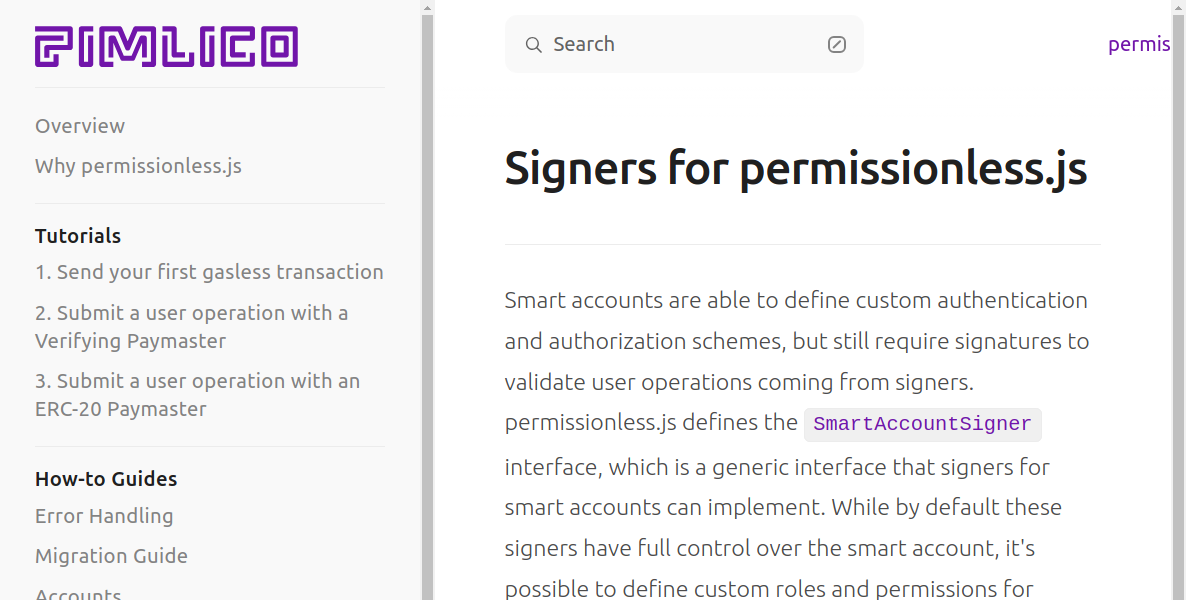 PIMLICO
Overview
Why permissionless.js
Tutorials
1. Send your first gasless transaction
2. Submit a user operation with a
Verifying Paymaster
3. Submit a user operation with an
ERC-20 Paymaster
How-to Guides
Error Handling
Migration Guide
Accounts
Search
permis
Signers for permissionless.js
Smart accounts are able to define custom authentication
and authorization schemes, but still require signatures to
validate user operations coming from signers.
permissionless.js defines the SmartAccountSigner
interface, which is a generic interface that signers for
smart accounts can implement. While by default these
signers have full control over the smart account, it's
possible to define custom roles and permissions for